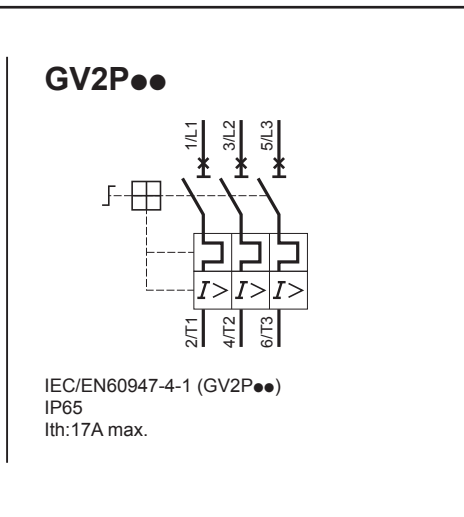 GV2P●●
1/L1 3/L2 5/L3
I> I> I>
2/T1 4/T2 6/T3
IEC/EN60947-4-1 (GV2P●●)
IP65
Ith:17A max.